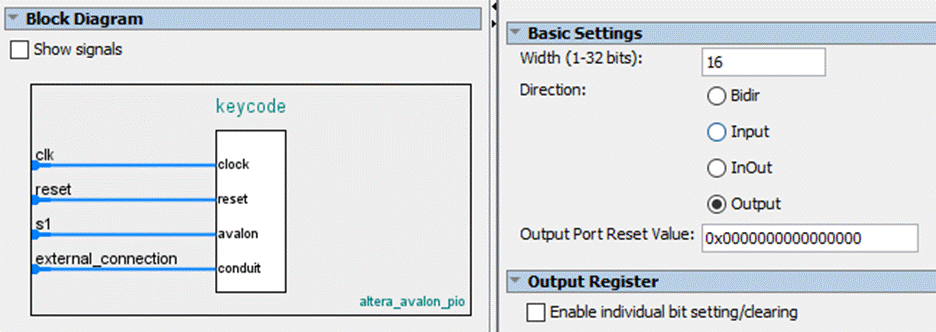 Block Diagram
Show signals
keycode
clk
clock
reset
reset
s1
avalon
external_connection
conduit
altera_avalon_pio
Basic Settings
Width (1-32 bits): 16
Direction:
Bidir
Input
InOut
Output
Output Port Reset Value: 0x0000000000000000
Output Register
Enable individual bit setting/clearing